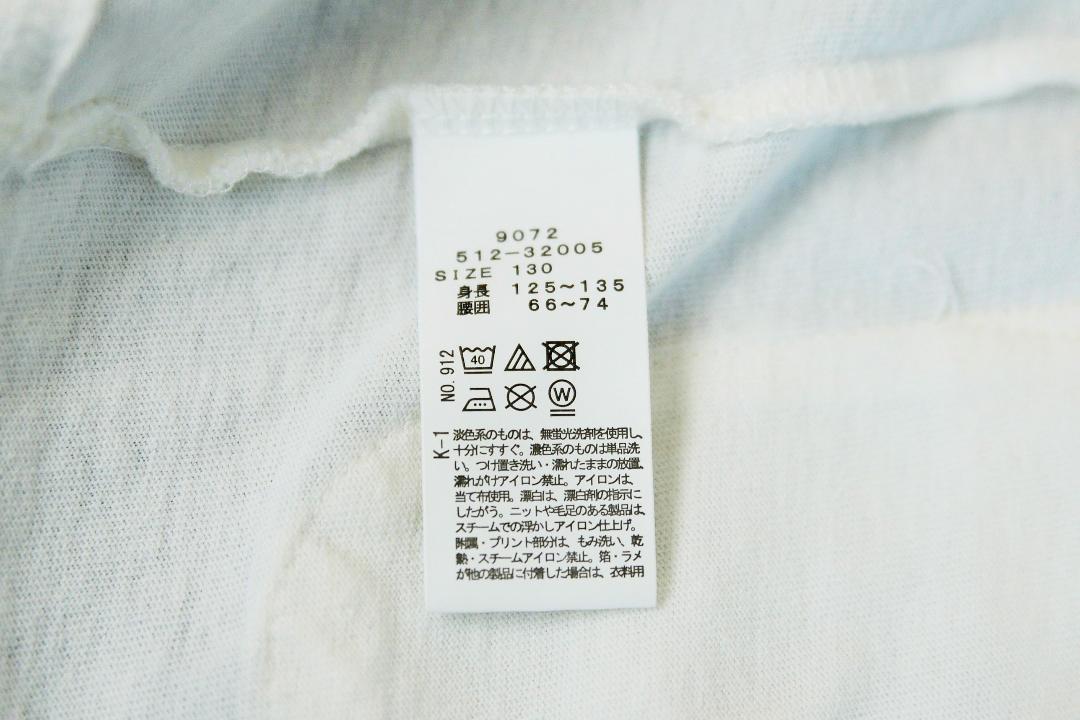 9072
512-32005
SIZE 130
身長 125~135
腰囲 66~74
NO.912
40
W
K-1
淡色系のものは、無蛍光洗剤を使用し、
十分にすすぐ。濃色系のものは単品洗
い。つけ置き洗い・濡れたままの放置、
濡れがけアイロン禁止。アイロンは、
当て布使用。漂白は、漂白剤の指示に
したがう。ニットや毛足のある製品は、
スチームでの浮かしアイロン仕上げ。
附属・プリント部分は、もみ洗い、乾
熱・スチームアイロン禁止。箔・ラメ
が他の製品に付着した場合は、衣料用